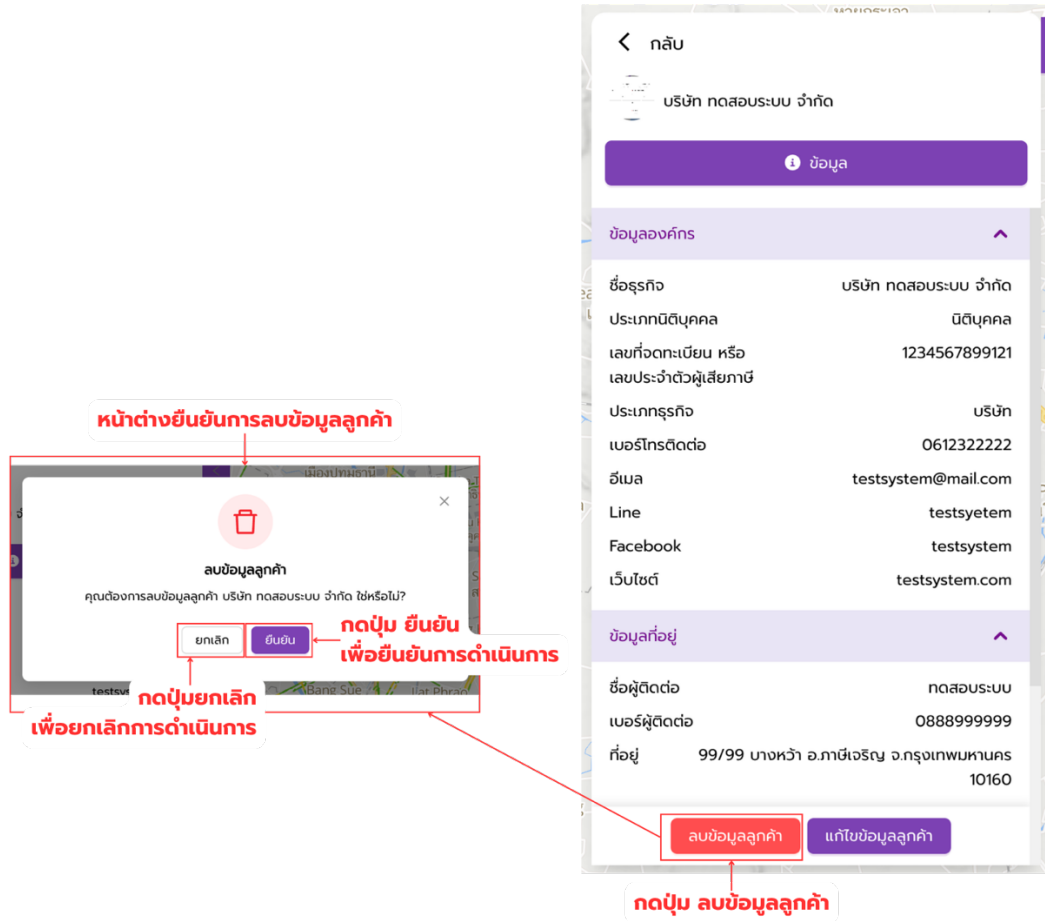 กลับ
บริษัท ทดสอบระบบ จำกัด
ข้อมูล
ข้อมูลองค์กร
ชื่อธุรกิจ บริษัท ทดสอบระบบ จำกัด
ประเภทนิติบุคคล นิติบุคคล
เลขที่จดทะเบียน หรือ 1234567899121
เลขประจำตัวผู้เสียภาษี
ประเภทธุรกิจ บริษัท
เบอร์โทรติดต่อ 0612322222
อีเมล testsystem@mail.com
Line testsyetem
Facebook testsystem
เว็บไซต์ testsystem.com
ข้อมูลที่อยู่
ชื่อผู้ติดต่อ ทดสอบระบบ
เบอร์ผู้ติดต่อ 0888999999
ที่อยู่ 99/99 บางหว้า อ.ภาษีเจริญ จ.กรุงเทพมหานคร
10160
ลบข้อมูลลูกค้า แก้ไขข้อมูลลูกค้า
กดปุ่ม ลบข้อมูลลูกค้า
หน้าต่างยืนยันการลบข้อมูลลูกค้า
เมืองปทุมธานี
ลบข้อมูลลูกค้า
คุณต้องการลบข้อมูลลูกค้า บริษัท ทดสอบระบบ จำกัด ใช่หรือไม่?
ยกเลิก ยืนยัน
กดปุ่ม ยืนยัน
เพื่อยืนยันการดำเนินการ
Bang Sue Lat Phrao
กดปุ่มยกเลิก
เพื่อยกเลิกการดำเนินการ